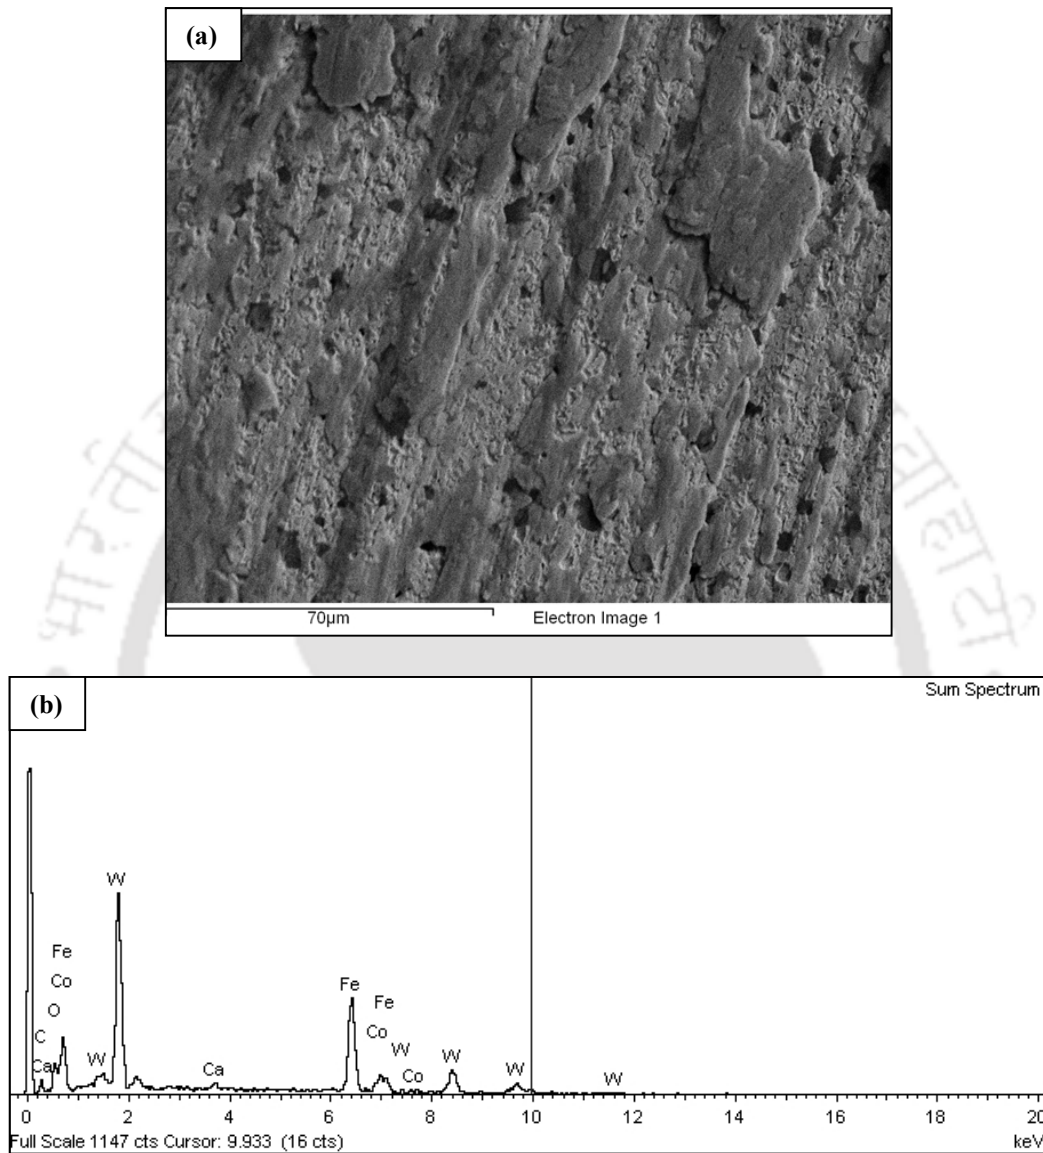 (a)
70µm Electron Image 1
(b)
Sum Spectrum
W
Fe
Co
O
C
Ca
W
Ca
Fe
Fe
Co
W
Co
W
W
W
0 2 4 6 8 10 12 14 16 18 20
Full Scale 1147 cts Cursor: 9.933 (16 cts) keV